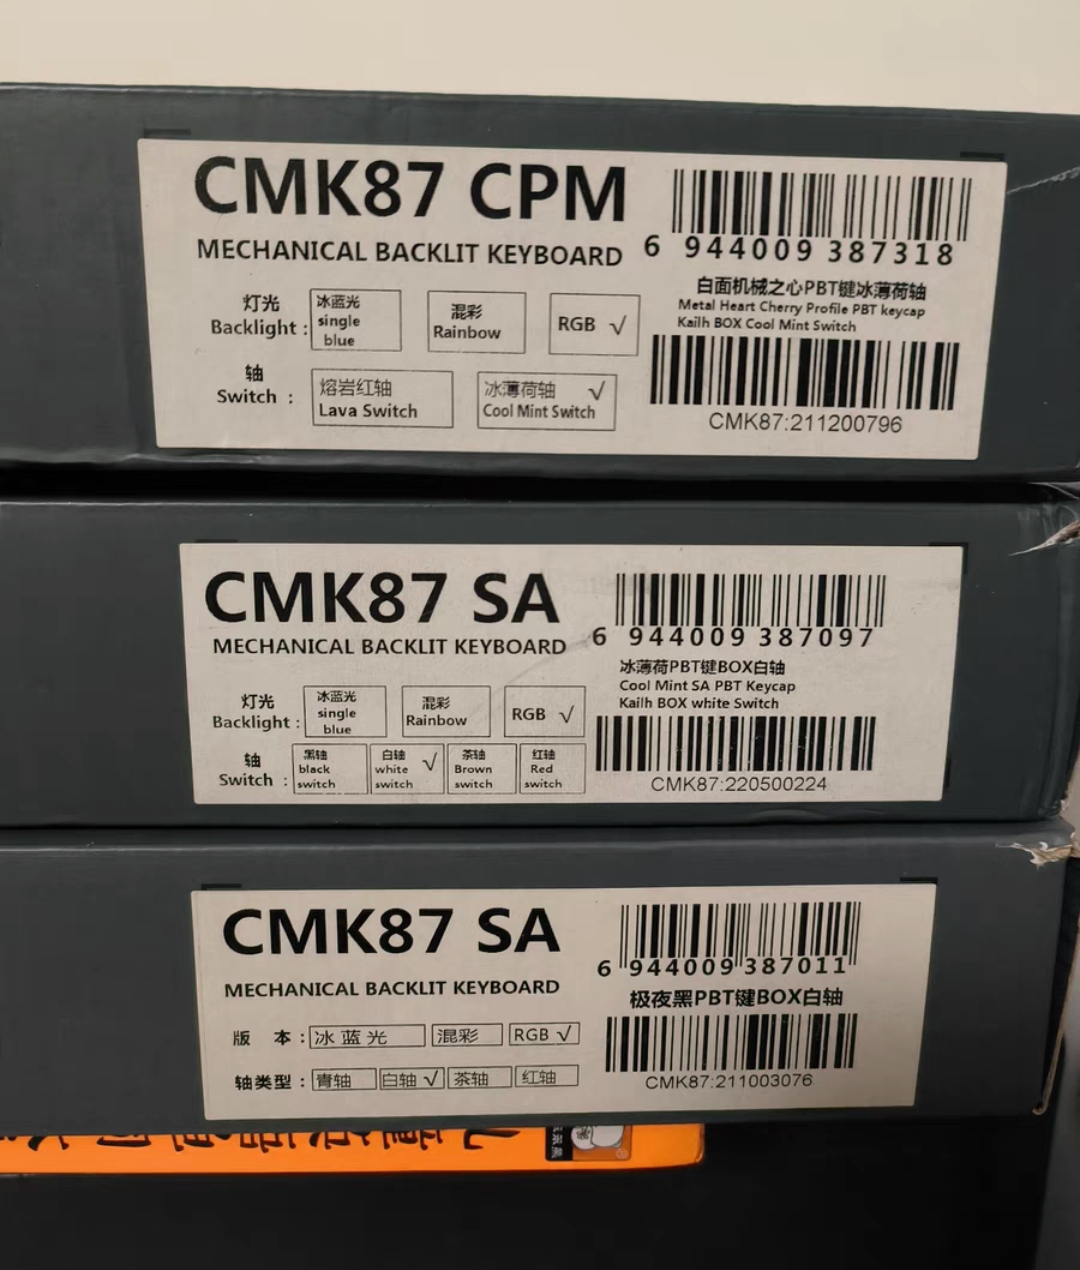 CMK87 CPM
MECHANICAL BACKLIT KEYBOARD
灯光
Backlight :
冰蓝光
single
blue
混彩
Rainbow
RGB √
轴
Switch :
熔岩红轴
Lava Switch
冰薄荷轴 √
Cool Mint Switch
6 944009 387318
白面机械之心PBT键冰薄荷轴
Metal Heart Cherry Profile PBT keycap
Kailh BOX Cool Mint Switch
CMK87:211200796
CMK87 SA
MECHANICAL BACKLIT KEYBOARD
灯光
Backlight :
冰蓝光
single
blue
混彩
Rainbow
RGB √
轴
Switch :
黑轴
black
switch
白轴
white √
switch
茶轴
Brown
switch
红轴
Red
switch
6 944009 387097
冰薄荷PBT键BOX白轴
Cool Mint SA PBT Keycap
Kailh BOX white Switch
CMK87:220500224
CMK87 SA
MECHANICAL BACKLIT KEYBOARD
版 本 : 冰蓝光 混彩 RGB √
轴类型 : 青轴 白轴 √ 茶轴 红轴
6 944009 387011
极夜黑PBT键BOX白轴
CMK87:211003076